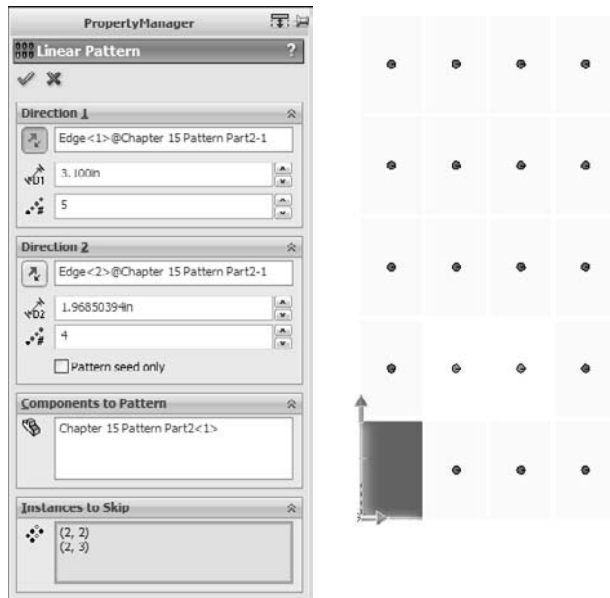 PropertyManager
Linear Pattern ?
Direction 1
Edge<1>@Chapter 15 Pattern Part2-1
D1 3.100in
# 5
Direction 2
Edge<2>@Chapter 15 Pattern Part2-1
D2 1.96850394in
# 4
Pattern seed only
Components to Pattern
Chapter 15 Pattern Part2<1>
Instances to Skip
(2, 2)
(2, 3)